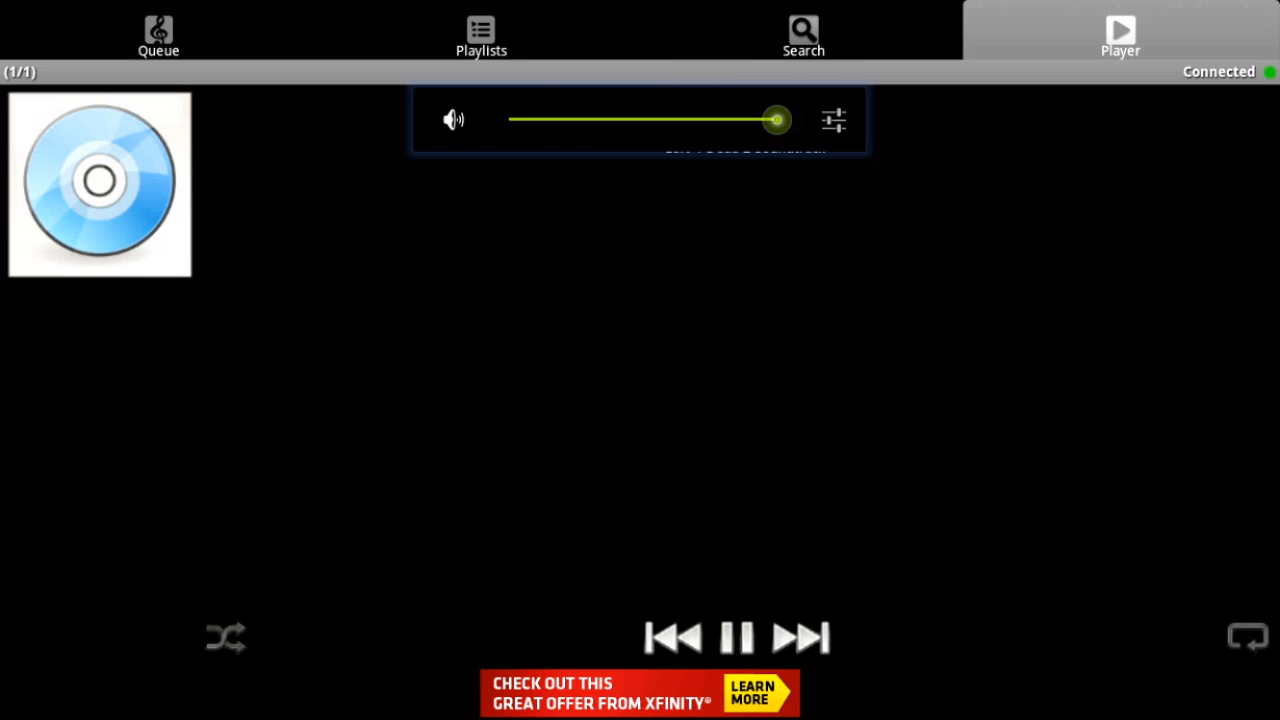 Queue
Playlists
Search
Player
(1/1)
Connected
CHECK OUT THIS
GREAT OFFER FROM XFINITY®
LEARN
MORE